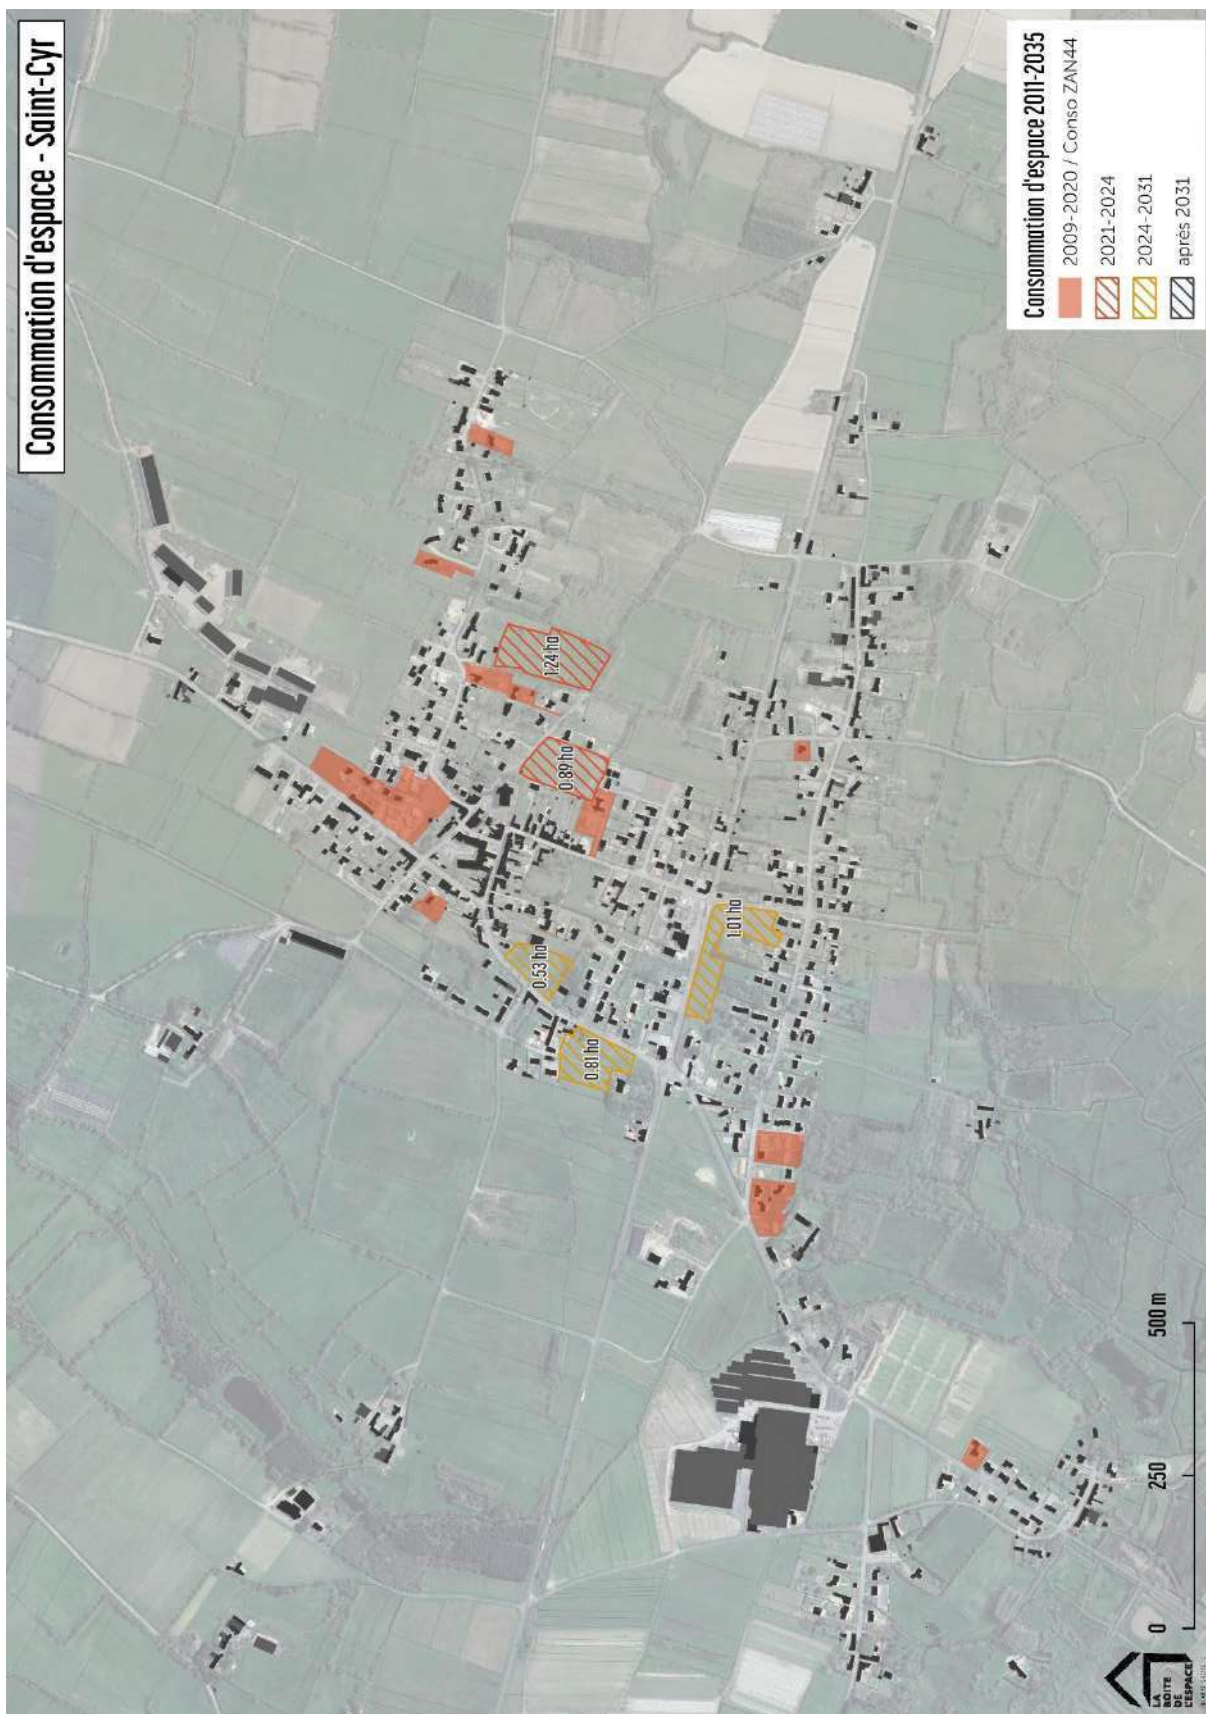 Consommation d'espace - Saint-Cyr
1.24 ha
0.89 ha
0.53 ha
1.01 ha
0.81 ha
Consommation d'espace 2011-2035
2009-2020 / Conso ZAN44
2021-2024
2024-2031
après 2031
0
250
500 m
LA
BOITE
DE
L'ESPACE